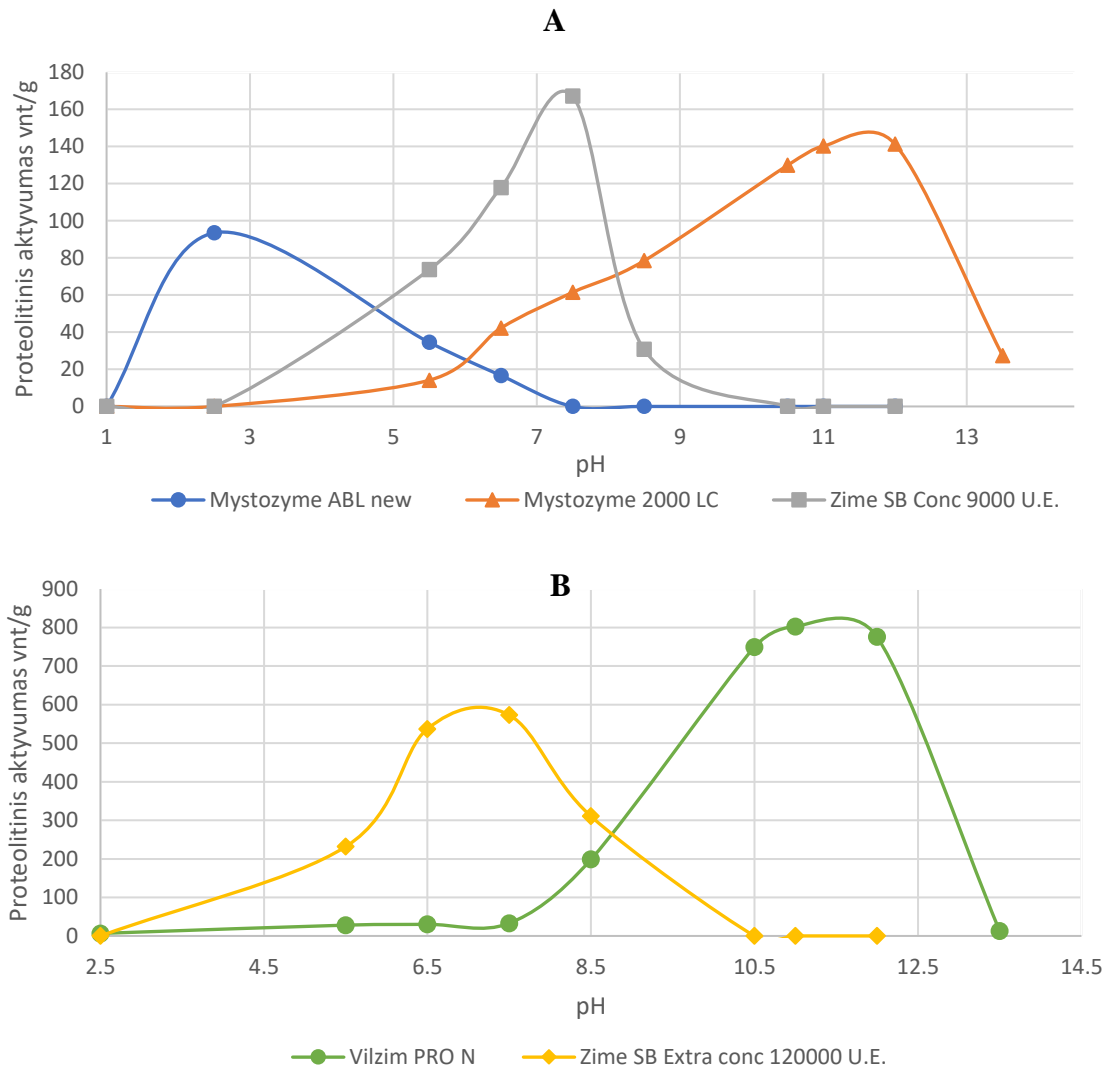 A
Proteolitinis aktyvumas vnt/g
180
160
140
120
100
80
60
40
20
0
1 3 5 7 9 11 13
pH
Mystozyme ABL new Mystozyme 2000 LC Zime SB Conc 9000 U.E.
B
Proteolitinis aktyvumas vnt/g
900
800
700
600
500
400
300
200
100
0
2.5 4.5 6.5 8.5 10.5 12.5 14.5
pH
Vilzim PRO N Zime SB Extra conc 120000 U.E.